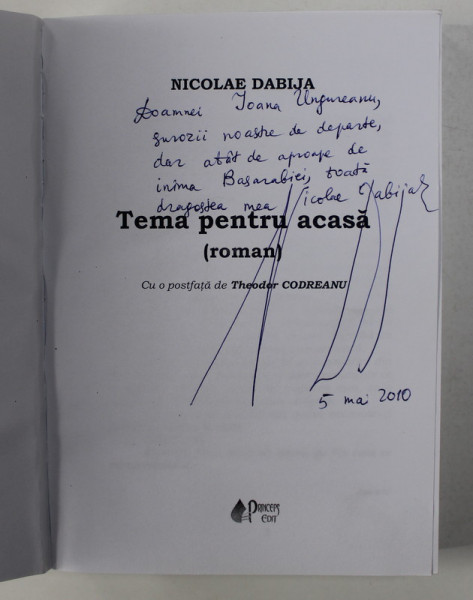 NICOLAE DABIJA
Doamnei Ioana Ungureanu,
surorii noastre de departe,
dar atât de aproape de
inima Basarabiei, toată
dragostea mea Nicolae Dabija
Tema pentru acasă
(roman)
Cu o postfață de Theodor CODREANU
5 mai 2010
PRINCEPS
EDIT